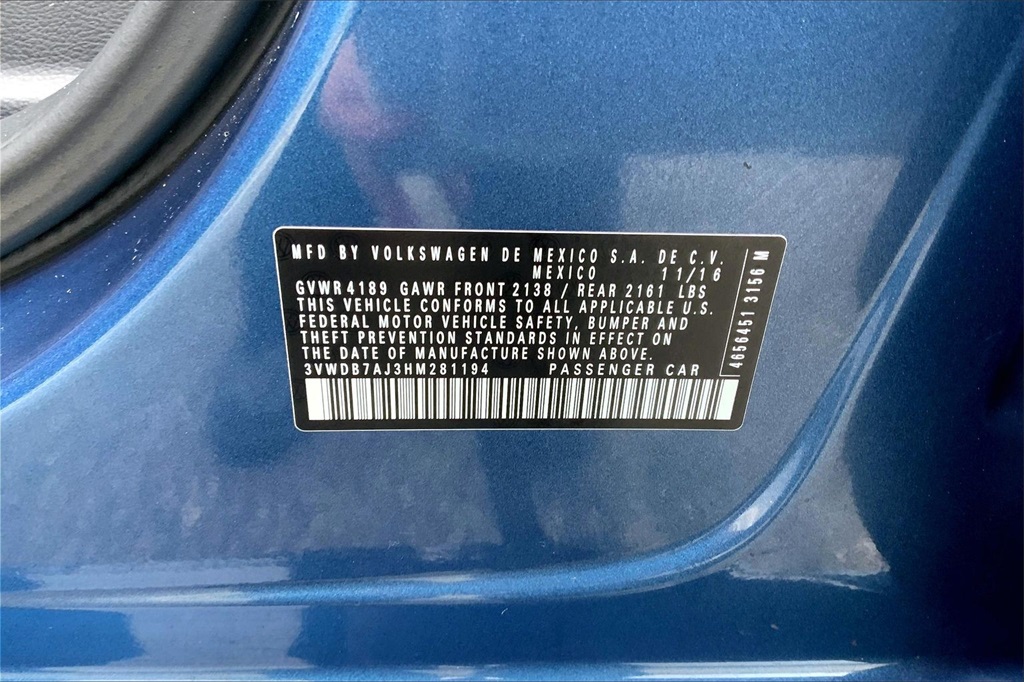 MFD BY VOLKSWAGEN DE MEXICO S.A. DE C.V.
MEXICO 11/16
GVWR 4189 GAWR FRONT 2138 / REAR 2161 LBS
THIS VEHICLE CONFORMS TO ALL APPLICABLE U.S.
FEDERAL MOTOR VEHICLE SAFETY, BUMPER AND
THEFT PREVENTION STANDARDS IN EFFECT ON
THE DATE OF MANUFACTURE SHOWN ABOVE.
3VWDB7AJ3HM281194 PASSENGER CAR
4656451 3156 M